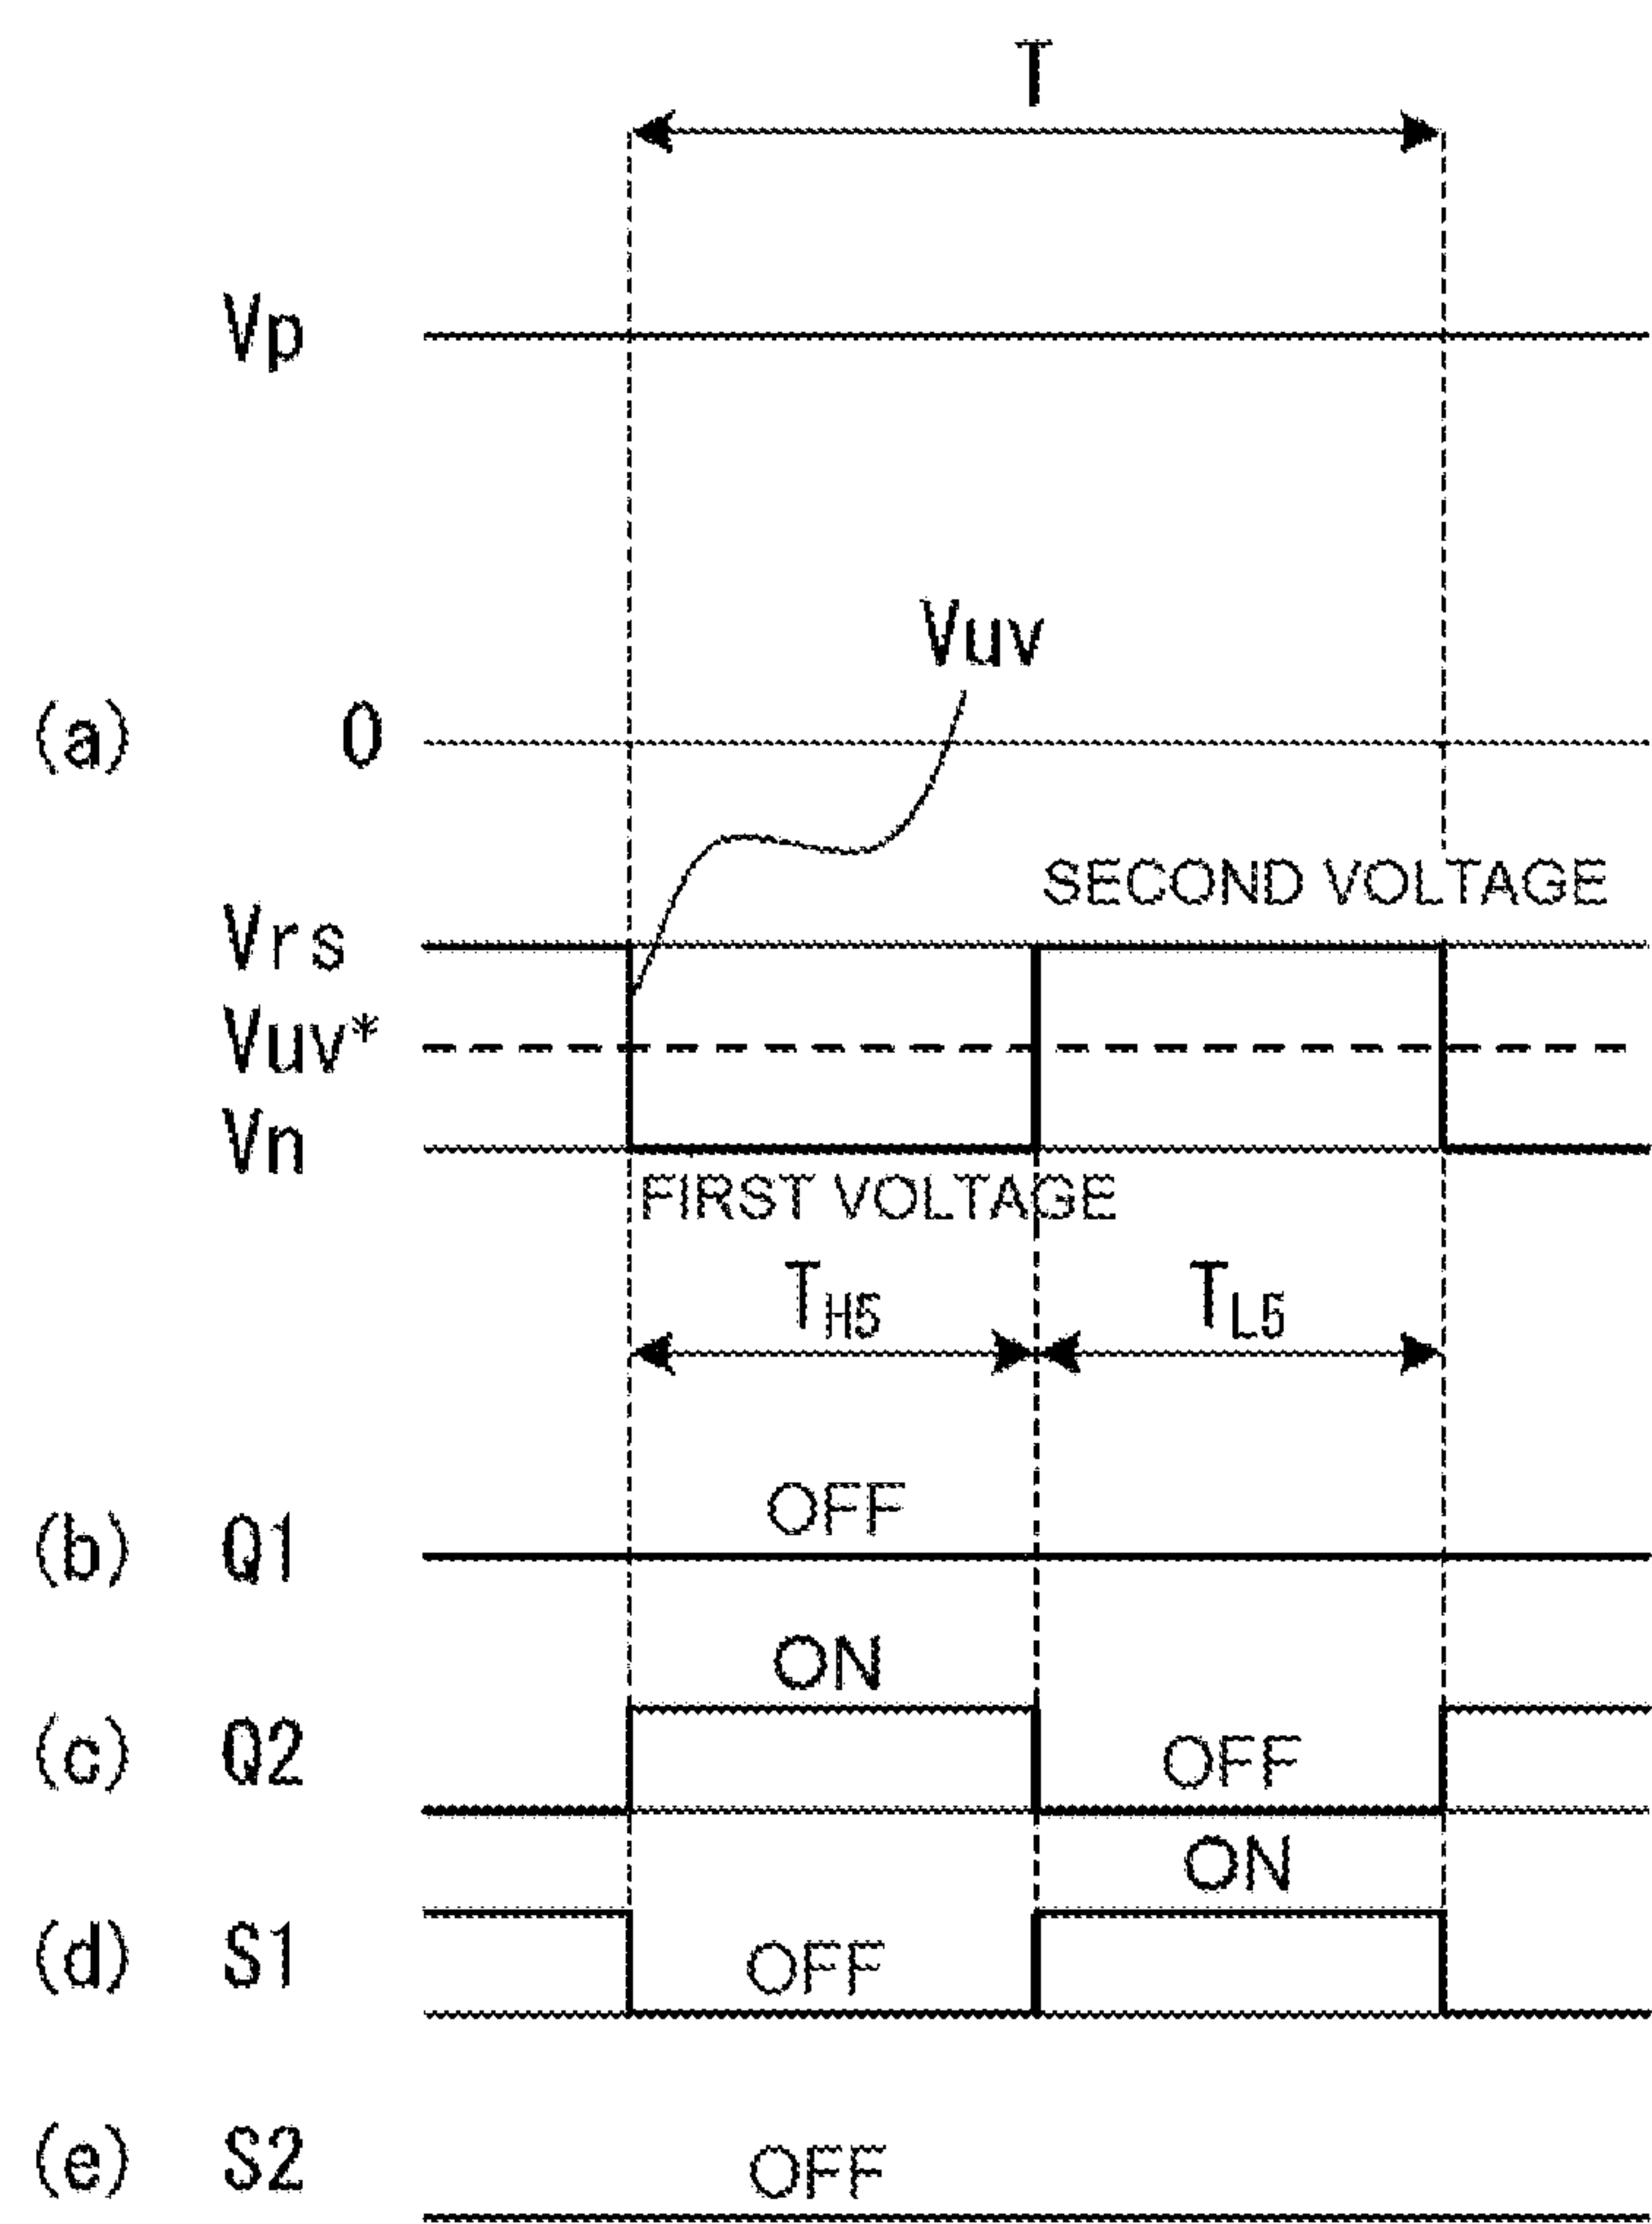 T
Vp
Vuv
(a) 0
SECOND VOLTAGE
Vrs
Vuv*
Vn
FIRST VOLTAGE
TH5 TL5
OFF
(b) Q1
ON
(c) Q2 OFF
ON
(d) S1 OFF
(e) S2 OFF